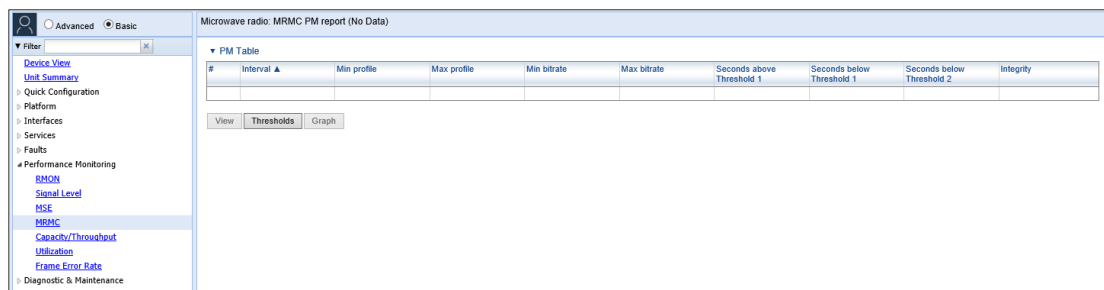 Advanced Basic
Microwave radio: MRMC PM report (No Data)
▼ Filter
Device View
Unit Summary
Quick Configuration
Platform
Interfaces
Services
Faults
Performance Monitoring
RMON
Signal Level
MSE
MRMC
Capacity/Throughput
Utilization
Frame Error Rate
Diagnostic & Maintenance
▼ PM Table
# Interval ▲ Min profile Max profile Min bitrate Max bitrate Seconds above Threshold 1 Seconds below Threshold 1 Seconds below Threshold 2 Integrity
View Thresholds Graph